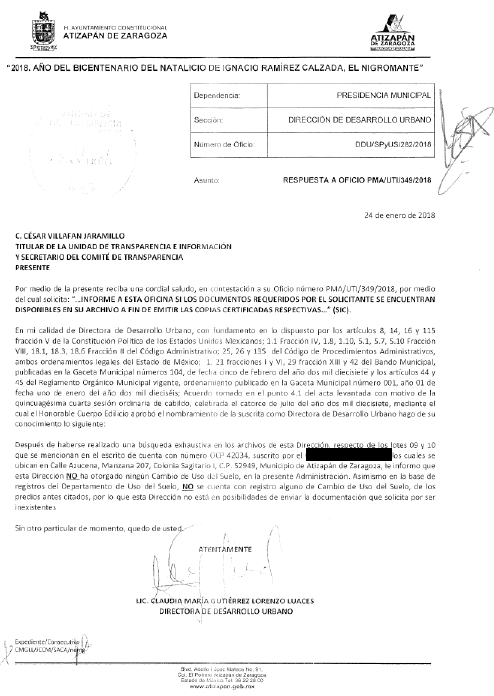 H. AYUNTAMIENTO CONSTITUCIONAL
ATIZAPÁN DE ZARAGOZA
ATIZAPÁN
DE ZARAGOZA
"2018. AÑO DEL BICENTENARIO DEL NATALICIO DE IGNACIO RAMÍREZ CALZADA, EL NIGROMANTE"
Dependencia: PRESIDENCIA MUNICIPAL
Sección: DIRECCIÓN DE DESARROLLO URBANO
Número de Oficio: DDU/SPyUS/262/2018
Asunto: RESPUESTA A OFICIO PMA/UTI/349/2018
24 de enero de 2018
C. CÉSAR VILLAFAN JARAMILLO
TITULAR DE LA UNIDAD DE TRANSPARENCIA E INFORMACIÓN
Y SECRETARIO DEL COMITÉ DE TRANSPARENCIA
PRESENTE
Por medio de la presente reciba una cordial saludo, en contestación a su Oficio número PMA/UTI/349/2018, por medio
del cual solicita: "...INFORME A ESTA OFICINA SI LOS DOCUMENTOS REQUERIDOS POR EL SOLICITANTE SE ENCUENTRAN
DISPONIBLES EN SU ARCHIVO A FIN DE EMITIR LAS COPIAS CERTIFICADAS RESPECTIVAS..." (SIC).
En mi calidad de Directora de Desarrollo Urbano, con fundamento en lo dispuesto por los artículos 8, 14, 16 y 115
fracción V de la Constitución Política de los Estados Unidos Mexicanos; 1.1 Fracción IV, 1.8, 1.10, 5.1, 5.7, 5.10 Fracción
VIII, 18.1, 18.3, 18.6 Fracción II del Código Administrativo; 25, 26 y 135 del Código de Procedimientos Administrativos,
ambos ordenamientos legales del Estado de México; 1. 21 fracciones IV y V, 29 fracción XIII y 42 del Bando Municipal,
publicadas en la Gaceta Municipal números 104, de fecha cinco de febrero del año dos mil diecisiete y los artículos 44 y
45 del Reglamento Orgánico Municipal vigente, ordenamiento publicado en la Gaceta Municipal número 001, año 01 de
fecha uno de enero del año dos mil dieciséis; Acuerdo tomado en el punto 4.1 del acta levantada con motivo de la
quincuagésima cuarta sesión ordinaria de cabildo, celebrada el catorce de julio del año dos mil diecisiete, mediante el
cual el Honorable Cuerpo Edilicio aprobó el nombramiento de la suscrita como Directora de Desarrollo Urbano hago de su
conocimiento lo siguiente:
Después de haberse realizado una búsqueda exhaustiva en los archivos de esta Dirección, respecto de los lotes 09 y 10
que se mencionan en el escrito de cuenta con número OCP 42034, suscrito por el los cuales se
ubican en Calle Azucena, Manzana 207, Colonia Sagitario I, C.P. 52949, Municipio de Atizapán de Zaragoza, le informo que
esta Dirección NO ha otorgado ningún Cambio de Uso del Suelo, en la presente Administración. Asimismo en la base de
registros del Departamento de Uso del Suelo, NO se cuenta con registro alguno de Cambio de Uso del Suelo, de los
predios antes citados, por lo que esta Dirección no está en posibilidades de enviar la documentación que solicita por ser
inexistentes
Sin otro particular de momento, quedo de usted.
ATENTAMENTE
LIC. CLAUDIA MARÍA GUTIÉRREZ LORENZO LUACES
DIRECTORA DE DESARROLLO URBANO
Expediente/Consecutivo
Blvd. Adolfo López Mateos No. 91,
Col. El Potrero Atizapán de Zaragoza
Estado de México Tel. 36 22 28 00
www.atizapan.gob.mx